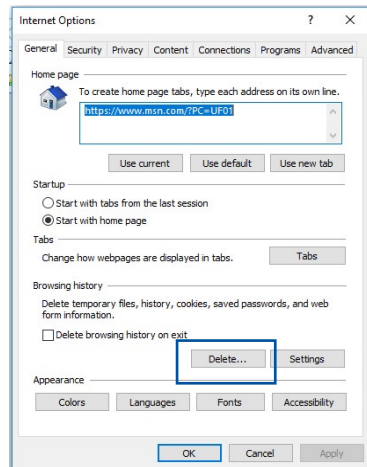 Internet Options ? X
General Security Privacy Content Connections Programs Advanced
Home page
To create home page tabs, type each address on its own line.
https://www.msn.com/?PC=UF01
Use current Use default Use new tab
Startup
Start with tabs from the last session
Start with home page
Tabs
Change how webpages are displayed in tabs. Tabs
Browsing history
Delete temporary files, history, cookies, saved passwords, and web
form information.
Delete browsing history on exit
Delete... Settings
Appearance
Colors Languages Fonts Accessibility
OK Cancel Apply